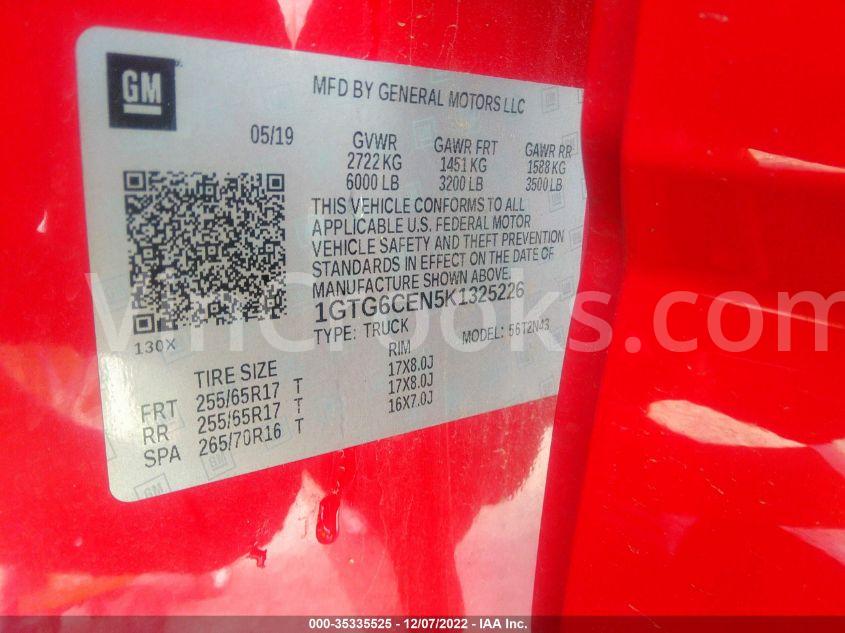 GM
MFD BY GENERAL MOTORS LLC
05/19
GVWR GAWR FRT GAWR RR
2722 KG 1451 KG 1588 KG
6000 LB 3200 LB 3500 LB
THIS VEHICLE CONFORMS TO ALL
APPLICABLE U.S. FEDERAL MOTOR
VEHICLE SAFETY AND THEFT PREVENTION
STANDARDS IN EFFECT ON THE DATE OF
MANUFACTURE SHOWN ABOVE.
1GTG6CEN5K1325226
TYPE: TRUCK MODEL: 56T2N43
130X
TIRE SIZE RIM
FRT 255/65R17 T 17X8.0J
RR 255/65R17 T 17X8.0J
SPA 265/70R16 T 16X7.0J
VinCrooks.com
000-35335525 - 12/07/2022 - IAA Inc.